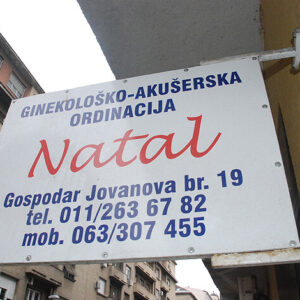 GINEKOLOŠKO-AKUŠERSKA
ORDINACIJA
Natal
Gospodar Jovanova br. 19
tel. 011/263 67 82
mob. 063/307 455